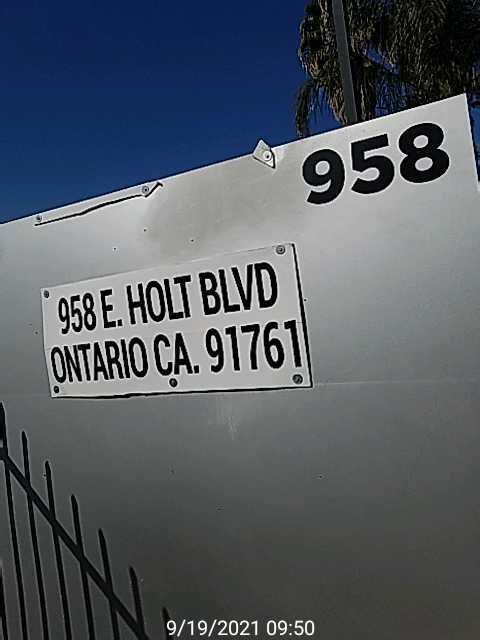 958
958 E. HOLT BLVD
ONTARIO CA. 91761
9/19/2021 09:50